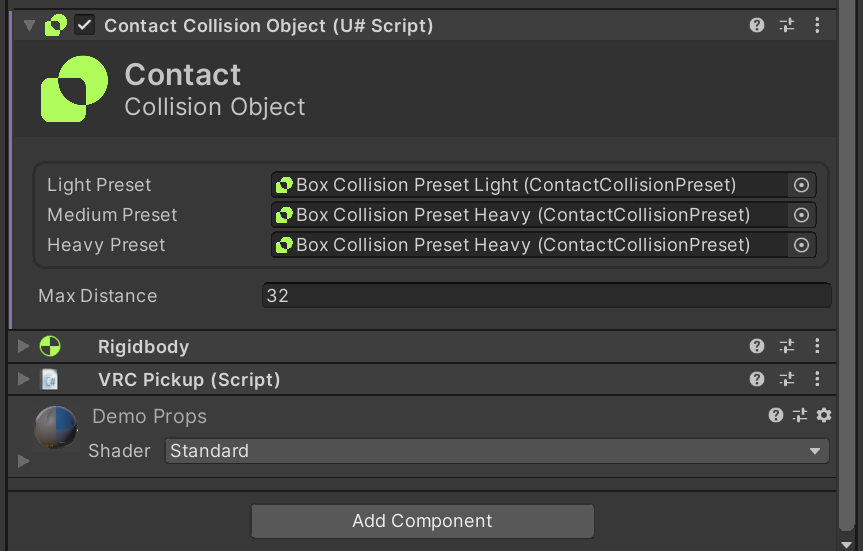 Contact Collision Object (U# Script)
Contact
Collision Object
Light Preset Box Collision Preset Light (ContactCollisionPreset)
Medium Preset Box Collision Preset Heavy (ContactCollisionPreset)
Heavy Preset Box Collision Preset Heavy (ContactCollisionPreset)
Max Distance 32
Rigidbody
VRC Pickup (Script)
Demo Props
Shader Standard
Add Component